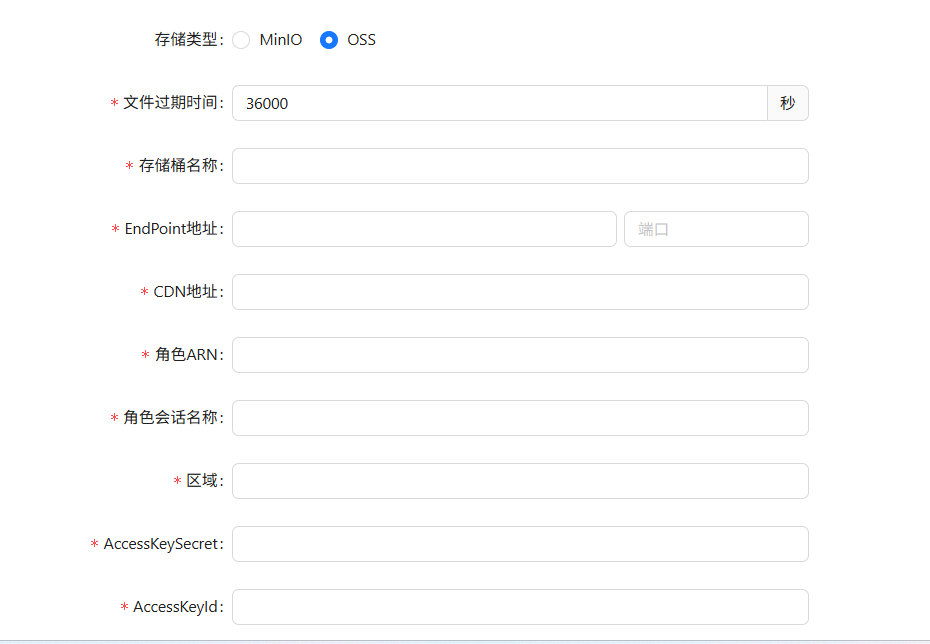 存储类型: MinIO OSS
* 文件过期时间: 36000 秒
* 存储桶名称:
* EndPoint地址: 端口
* CDN地址:
* 角色ARN:
* 角色会话名称:
* 区域:
* AccessKeySecret:
* AccessKeyId: